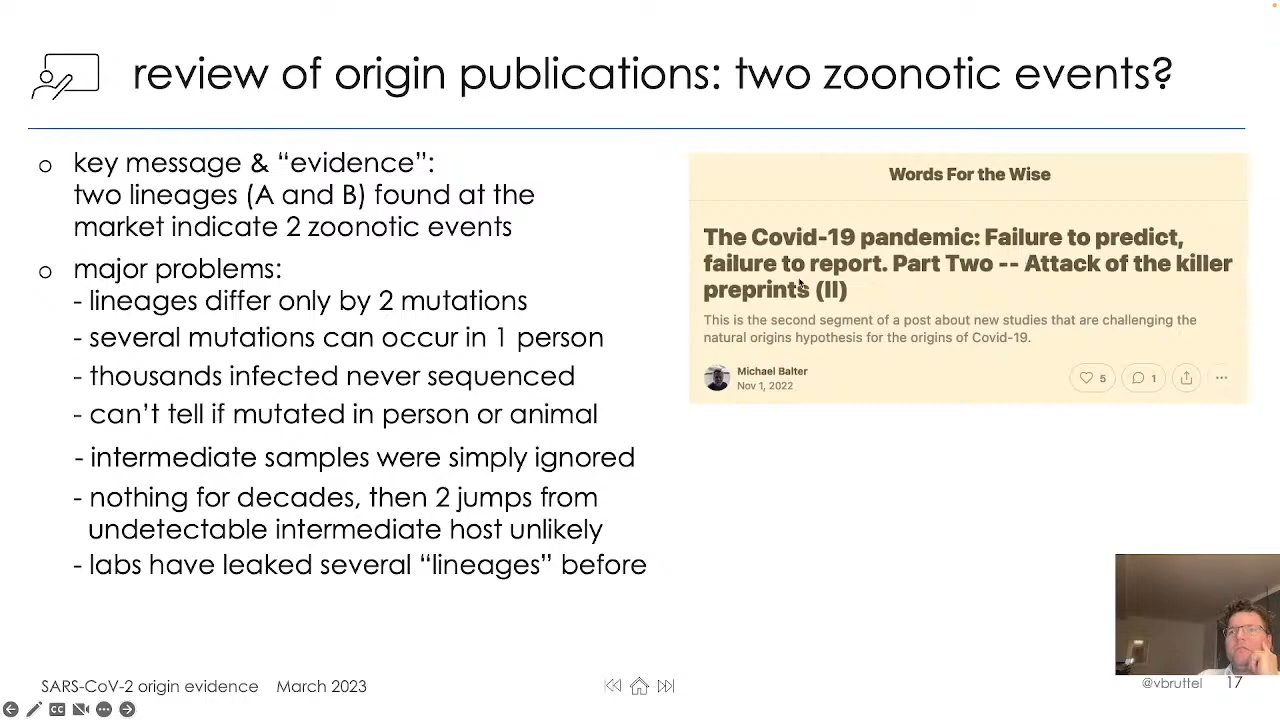 review of origin publications: two zoonotic events?
o key message & “evidence”:
two lineages (A and B) found at the
market indicate 2 zoonotic events
o major problems:
- lineages differ only by 2 mutations
- several mutations can occur in 1 person
- thousands infected never sequenced
- can’t tell if mutated in person or animal
- intermediate samples were simply ignored
- nothing for decades, then 2 jumps from
undetectable intermediate host unlikely
- labs have leaked several “lineages” before
Words For the Wise
The Covid-19 pandemic: Failure to predict,
failure to report. Part Two -- Attack of the killer
preprints (II)
This is the second segment of a post about new studies that are challenging the
natural origins hypothesis for the origins of Covid-19.
Michael Balter
Nov 1, 2022
5
1
SARS-CoV-2 origin evidence March 2023
@vbruttel 17
CC